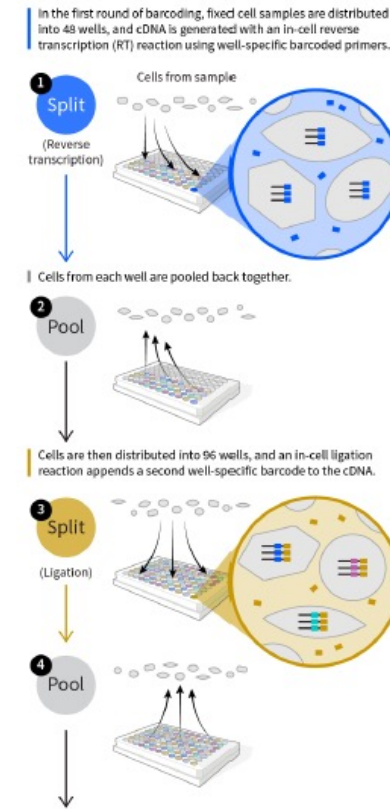 In the first round of barcoding, fixed cell samples are distributed
into 48 wells, and cDNA is generated with an in-cell reverse
transcription (RT) reaction using well-specific barcoded primers.
1
Cells from sample
Split
(Reverse
transcription)
Cells from each well are pooled back together.
2
Pool
Cells are then distributed into 96 wells, and an in-cell ligation
reaction appends a second well-specific barcode to the cDNA.
3
Split
(Ligation)
4
Pool